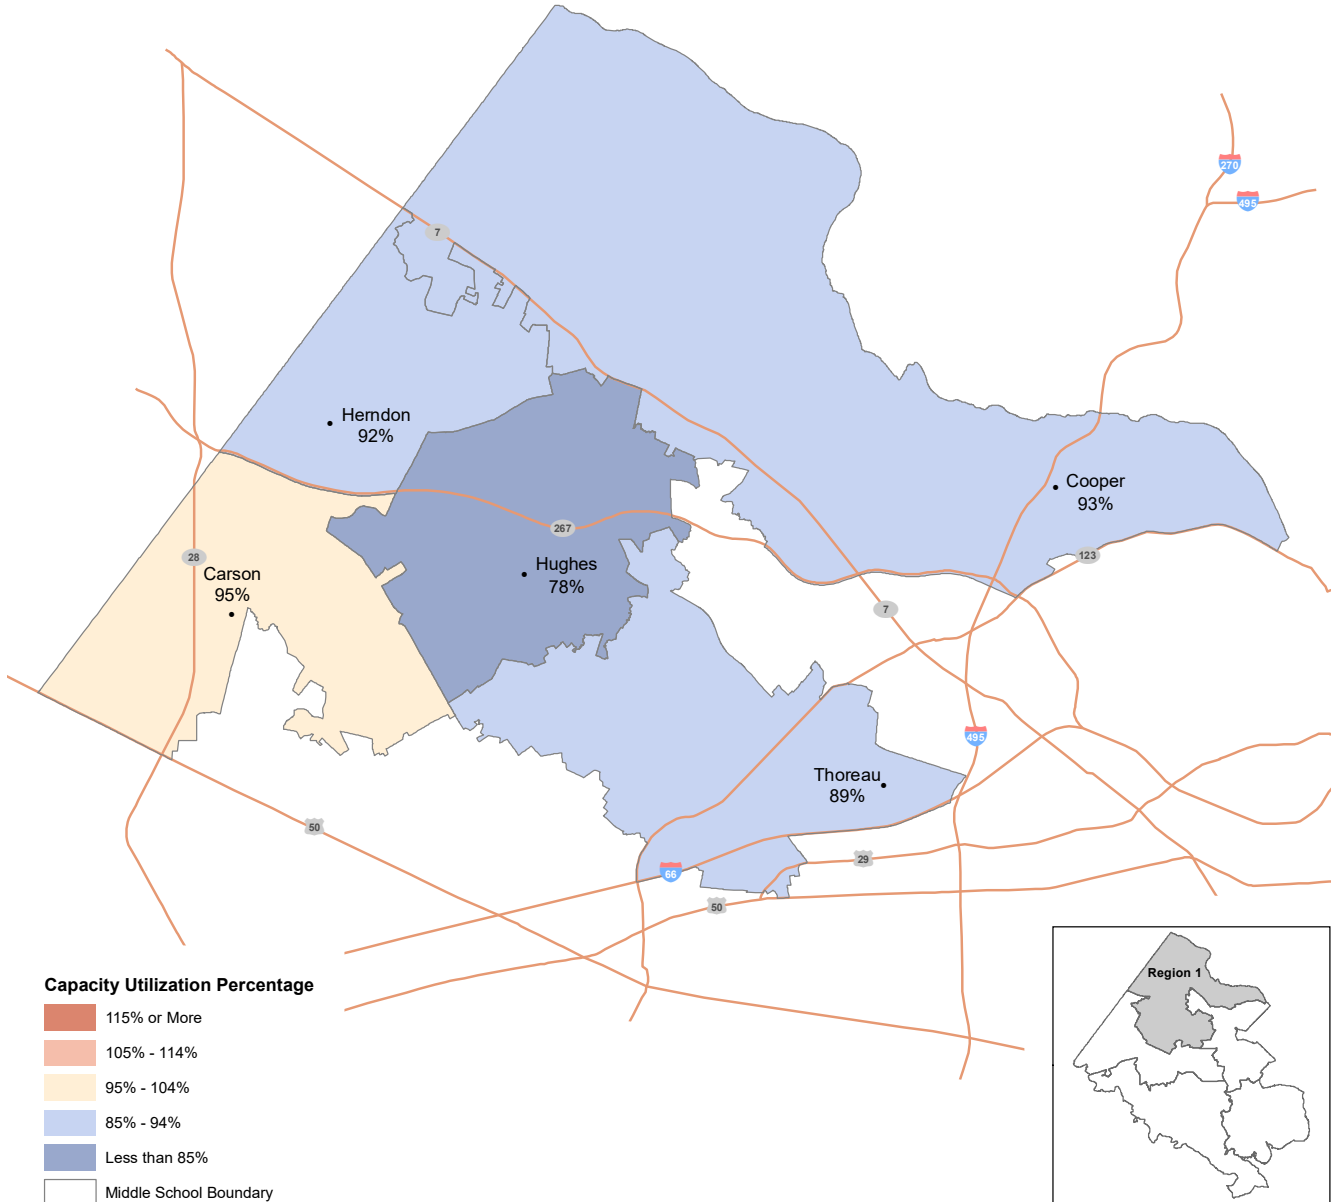 270
495
7
Herndon
92%
Cooper
93%
267
123
28
Hughes
78%
Carson
95%
7
495
Thoreau
89%
50
29
66
50
Capacity Utilization Percentage
115% or More
105% - 114%
95% - 104%
85% - 94%
Less than 85%
Middle School Boundary
Region 1